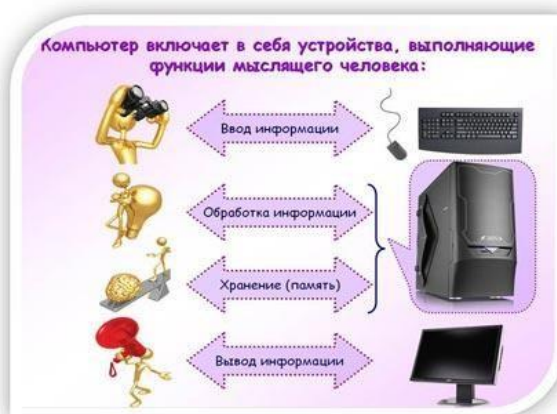 Компьютер включает в себя устройства, выполняющие
функции мыслящего человека:
Ввод информации
Обработка информации
Хранение (память)
Вывод информации